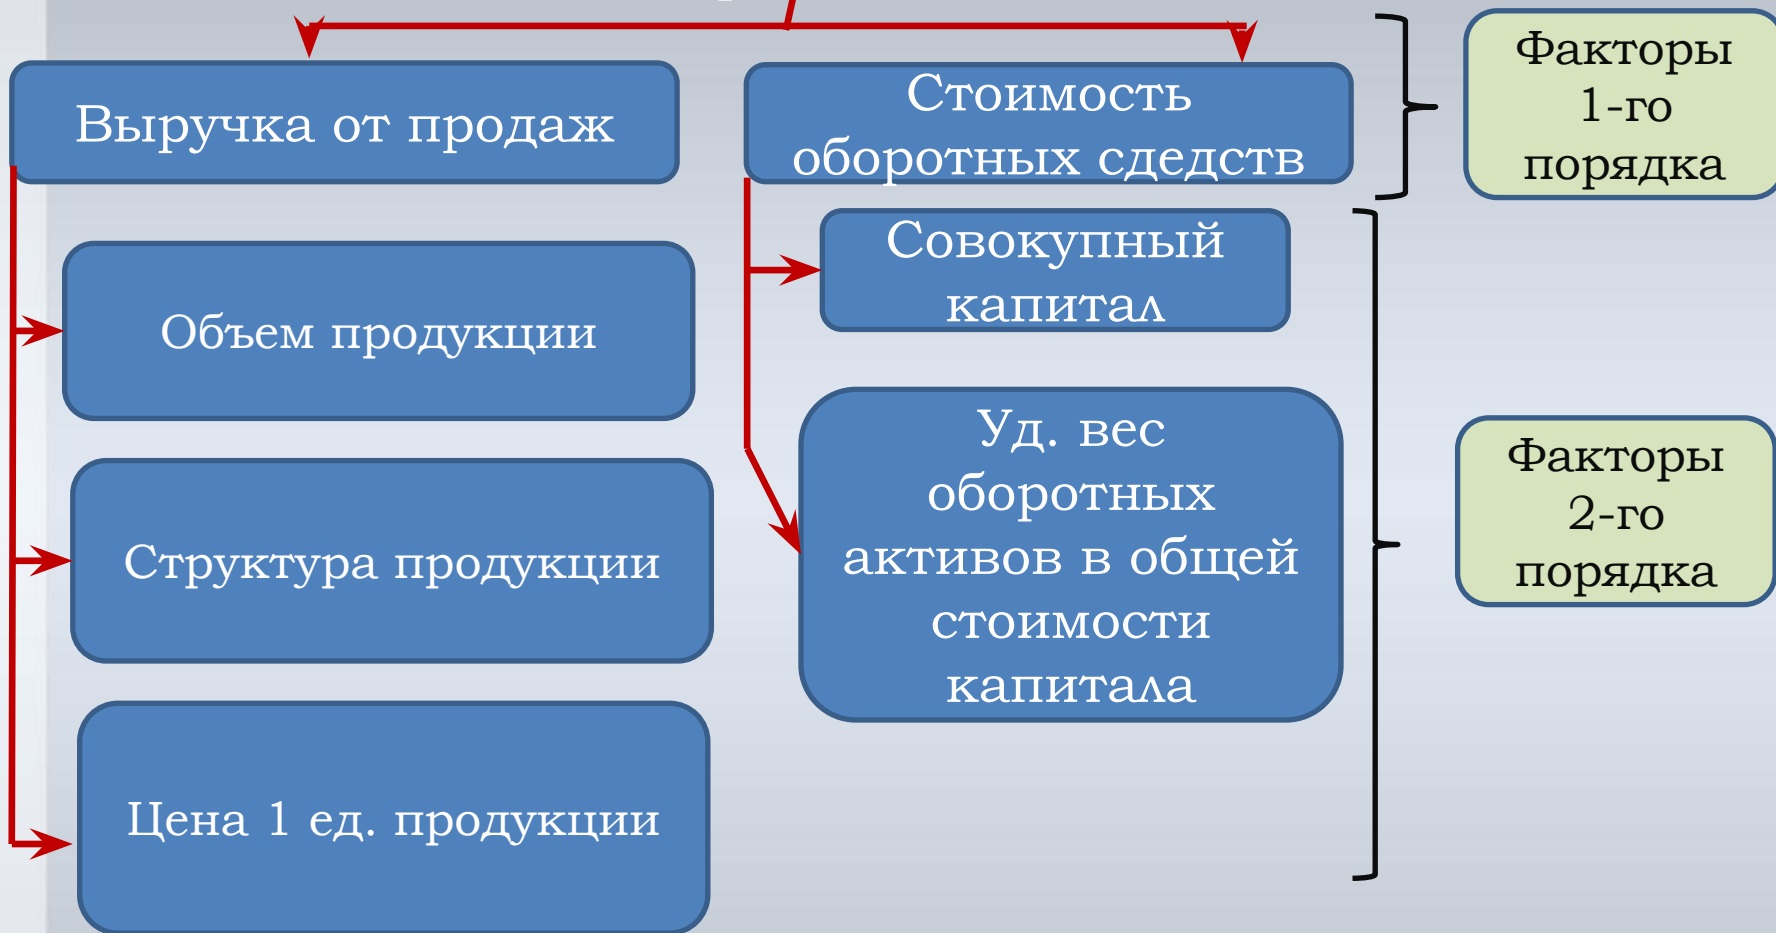 Выручка от продаж
Стоимость
оборотных сдедств
Факторы
1-го
порядка
Объем продукции
Структура продукции
Цена 1 ед. продукции
Совокупный
капитал
Уд. вес
оборотных
активов в общей
стоимости
капитала
Факторы
2-го
порядка